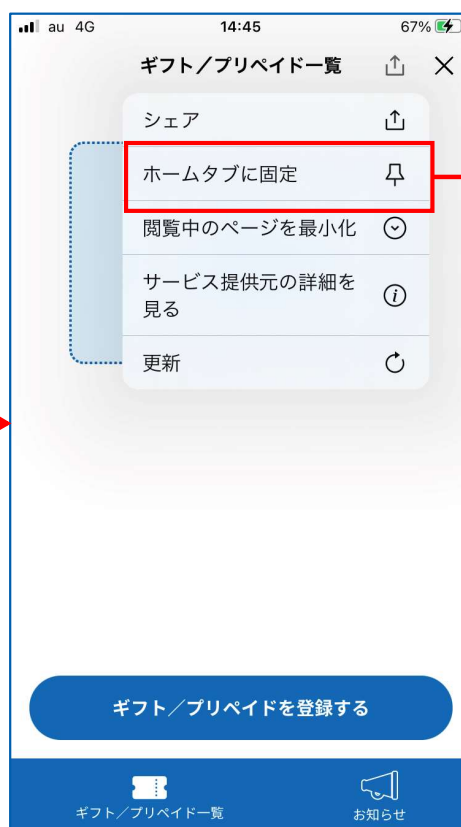 au 4G 14:45 67%
ギフト／プリペイド一覧
シェア
ホームタブに固定
閲覧中のページを最小化
サービス提供元の詳細を
見る
更新
ギフト／プリペイドを登録する
ギフト／プリペイド一覧 お知らせ